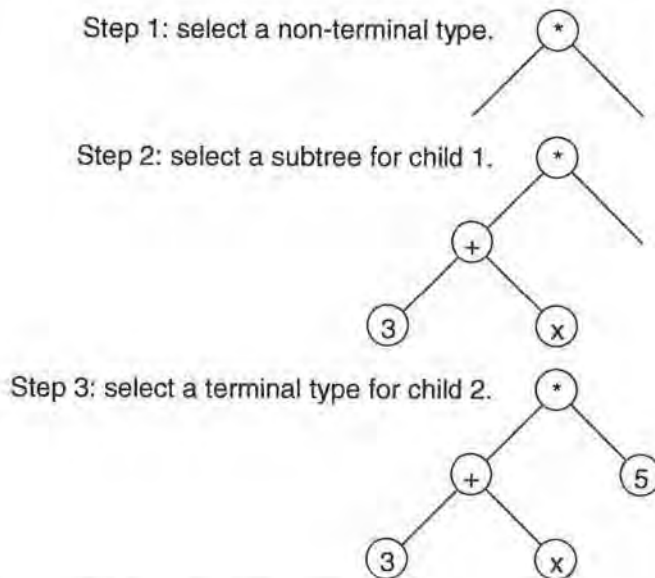 Step 1: select a non-terminal type.
*
Step 2: select a subtree for child 1.
*
+
3
x
Step 3: select a terminal type for child 2.
*
+
5
3
x